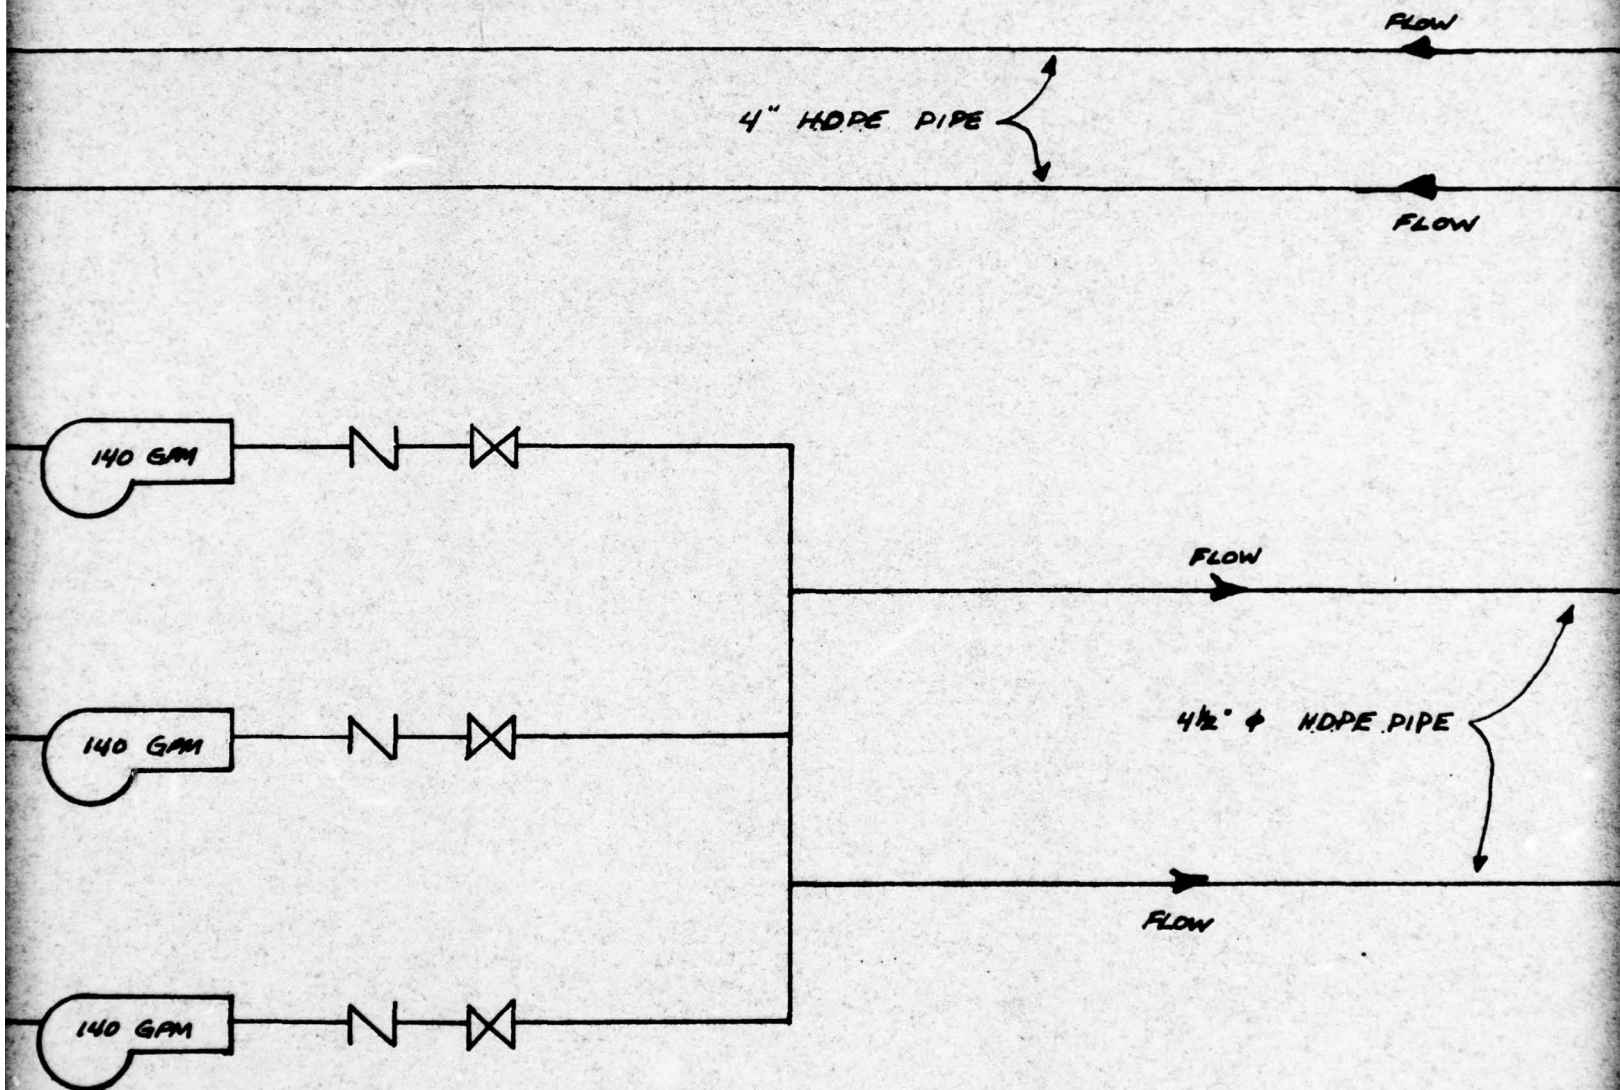 FLOW
4" H.D.P.E PIPE
FLOW
140 GPM
FLOW
4½" ϕ H.D.P.E. PIPE
140 GPM
FLOW
140 GPM